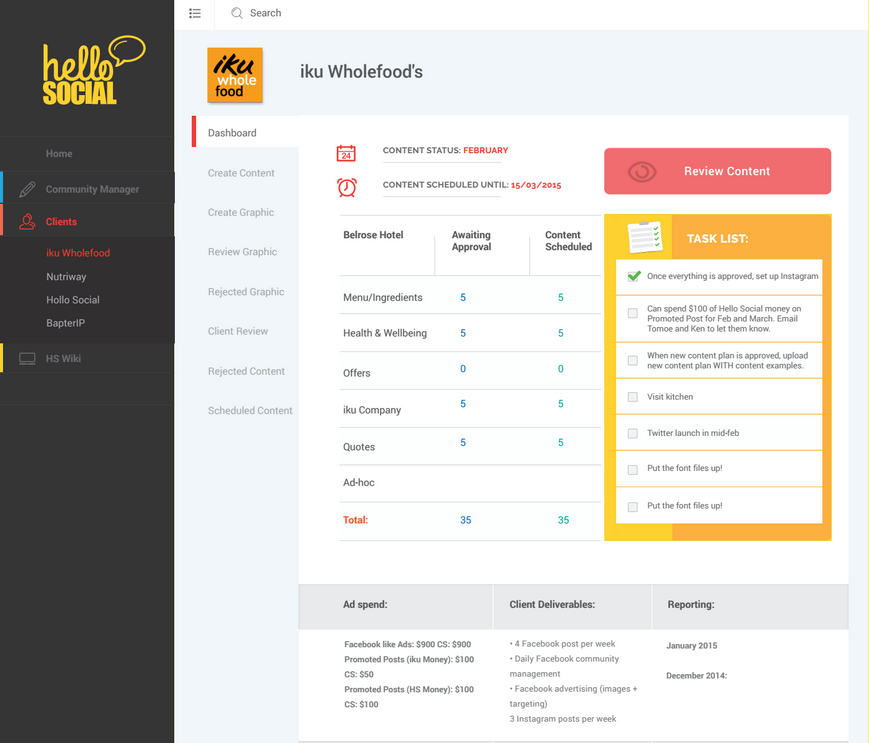 Search
hello
SOCIAL
iku
whole
food
iku Wholefood's
Home
Community Manager
Clients
iku Wholefood
Nutriway
Hollo Social
BapterIP
HS Wiki
Dashboard
Create Content
Create Graphic
Review Graphic
Rejected Graphic
Client Review
Rejected Content
Scheduled Content
24
CONTENT STATUS: FEBRUARY
CONTENT SCHEDULED UNTIL: 15/03/2015
Review Content
Belrose Hotel
Awaiting
Approval
Content
Scheduled
Menu/Ingredients 5 5
Health & Wellbeing 5 5
Offers 0 0
iku Company 5 5
Quotes 5 5
Ad-hoc
Total: 35 35
TASK LIST:
Once everything is approved, set up Instagram
Can spend $100 of Hello Social money on
Promoted Post for Feb and March. Email
Tomoe and Ken to let them know.
When new content plan is approved, upload
new content plan WITH content examples.
Visit kitchen
Twitter launch in mid-feb
Put the font files up!
Put the font files up!
Ad spend:
Facebook like Ads: $900 CS: $900
Promoted Posts (iku Money): $100
CS: $50
Promoted Posts (HS Money): $100
CS: $100
Client Deliverables:
• 4 Facebook post per week
• Daily Facebook community
management
• Facebook advertising (images +
targeting)
3 Instagram posts per week
Reporting:
January 2015
December 2014: